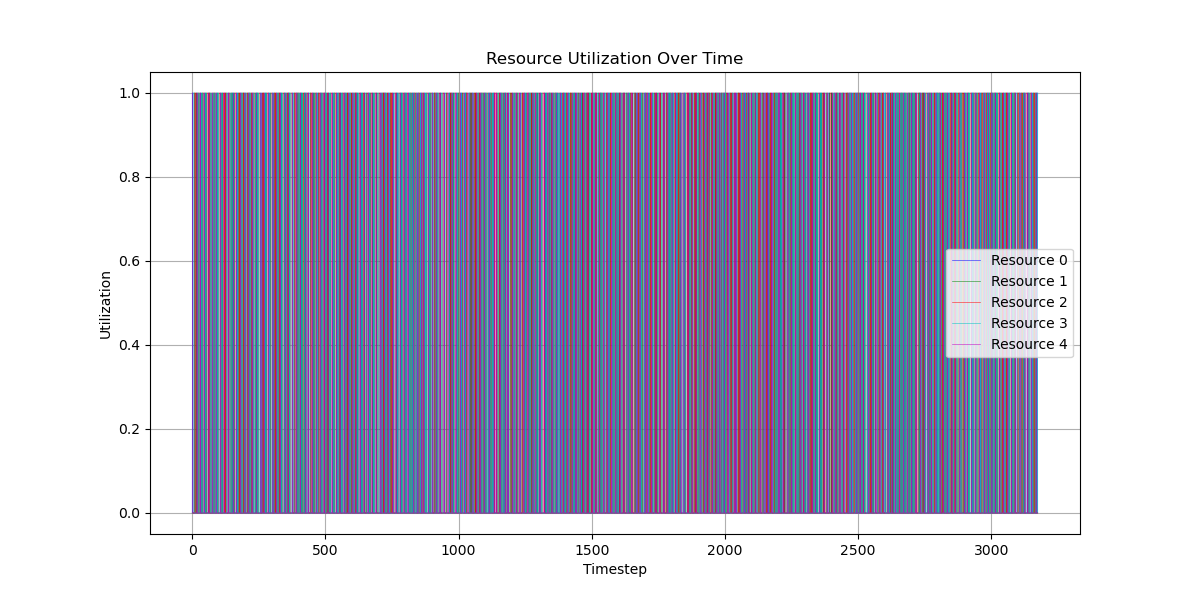 Resource Utilization Over Time
Utilization
1.0
0.8
0.6
0.4
0.2
0.0
Resource 0
Resource 1
Resource 2
Resource 3
Resource 4
0 500 1000 1500 2000 2500 3000
Timestep